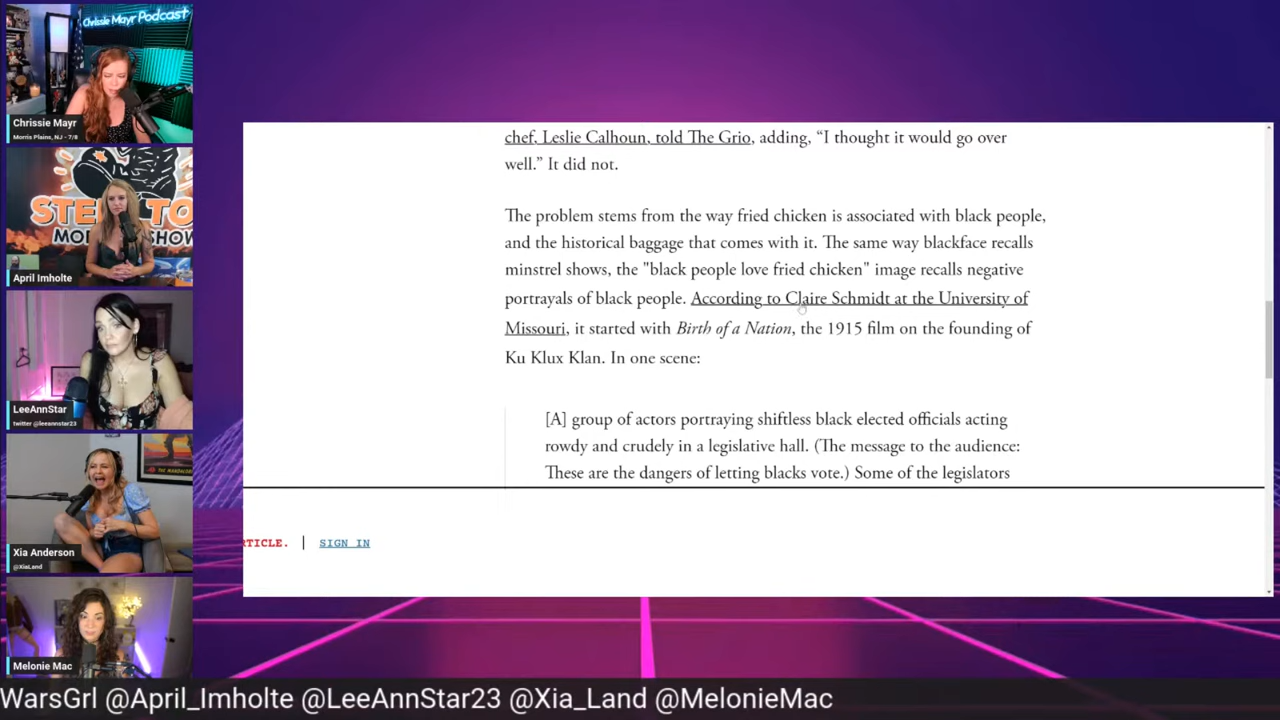 Chrissie Mayr Podcast
Chrissie Mayr
Morris Plains, NJ - 7/8
April Imholte
LeeAnnStar
twitter @leeannstar23
Xia Anderson
@XiaLand
Melonie Mac
chef, Leslie Calhoun, told The Grio, adding, “I thought it would go over
well.” It did not.
The problem stems from the way fried chicken is associated with black people,
and the historical baggage that comes with it. The same way blackface recalls
minstrel shows, the "black people love fried chicken" image recalls negative
portrayals of black people. According to Claire Schmidt at the University of
Missouri, it started with Birth of a Nation, the 1915 film on the founding of
Ku Klux Klan. In one scene:
[A] group of actors portraying shiftless black elected officials acting
rowdy and crudely in a legislative hall. (The message to the audience:
These are the dangers of letting blacks vote.) Some of the legislators
RTICLE. | SIGN IN
WarsGrl @April_Imholte @LeeAnnStar23 @Xia_Land @MelonieMac